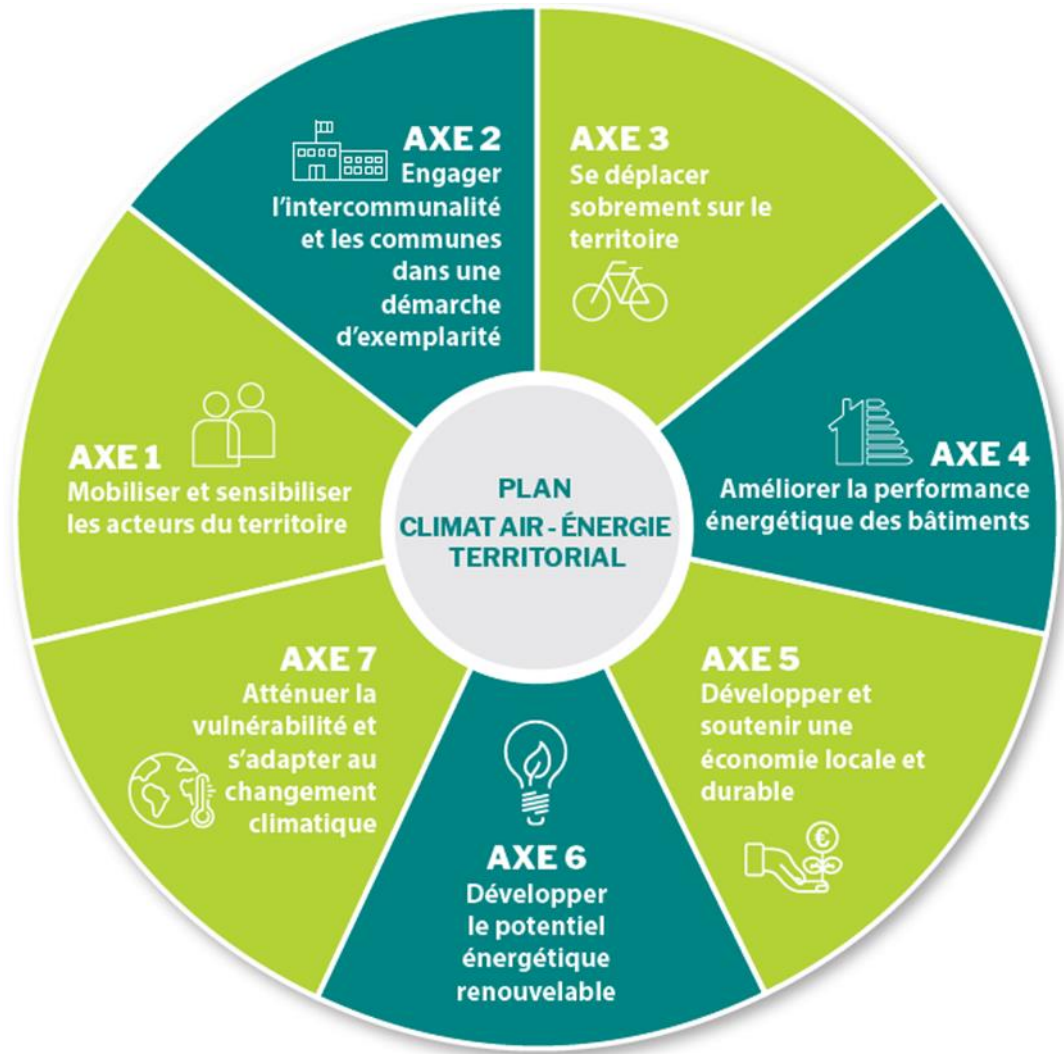 PLAN
CLIMAT AIR - ÉNERGIE
TERRITORIAL
AXE 1
Mobiliser et sensibiliser
les acteurs du territoire
AXE 2
Engager
l'intercommunalité
et les communes
dans une
démarche
d'exemplarité
AXE 3
Se déplacer
sobrement sur le
territoire
AXE 4
Améliorer la performance
énergétique des bâtiments
AXE 5
Développer et
soutenir une
économie locale et
durable
€
AXE 6
Développer
le potentiel
énergétique
renouvelable
AXE 7
Atténuer la
vulnérabilité et
s'adapter au
changement
climatique